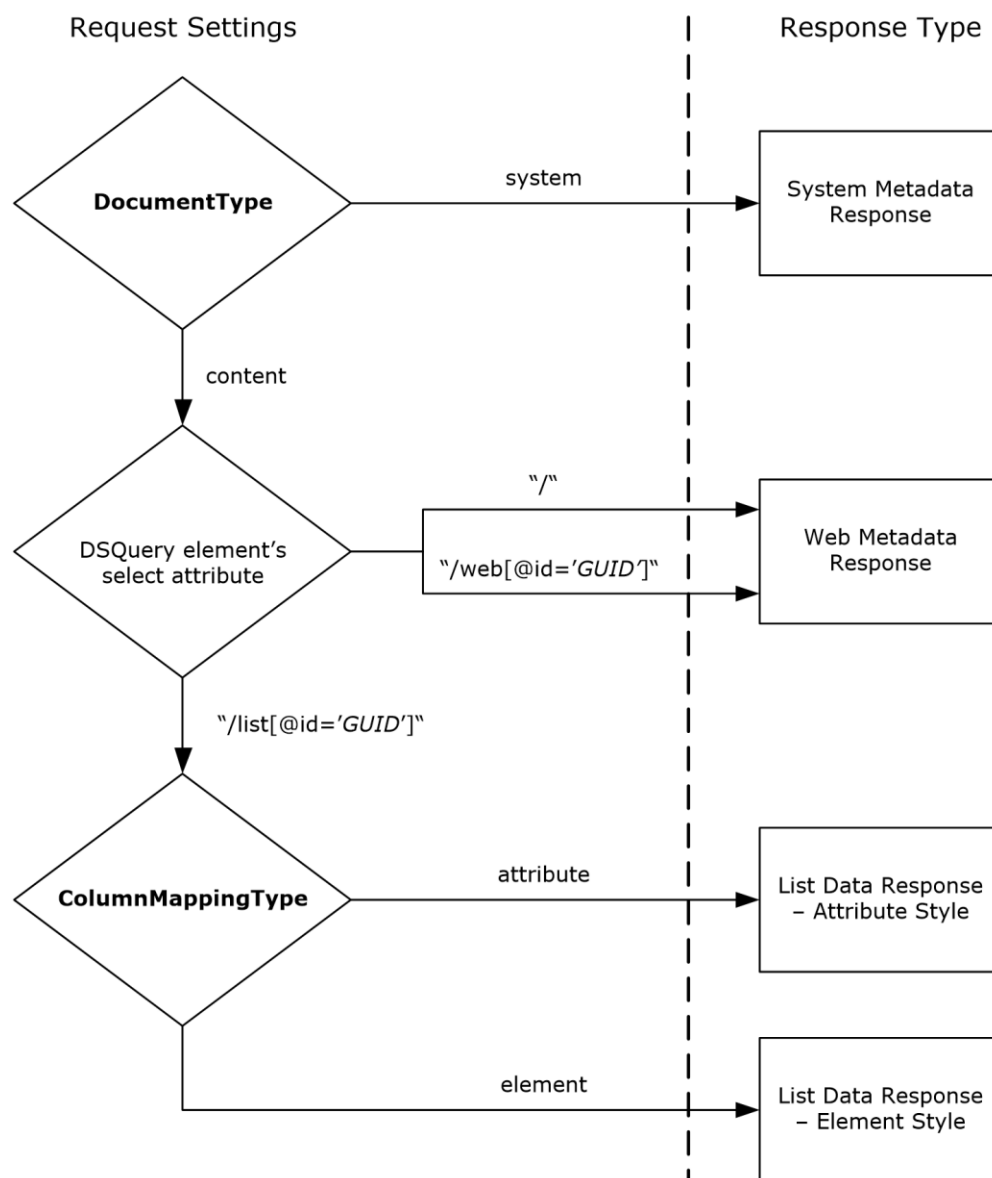 Request Settings
Response Type
DocumentType
system
System Metadata
Response
content
DSQuery element's
select attribute
“/“
“/web[@id=’GUID’]“
Web Metadata
Response
“/list[@id=’GUID’]“
ColumnMappingType
attribute
List Data Response
– Attribute Style
element
List Data Response
– Element Style